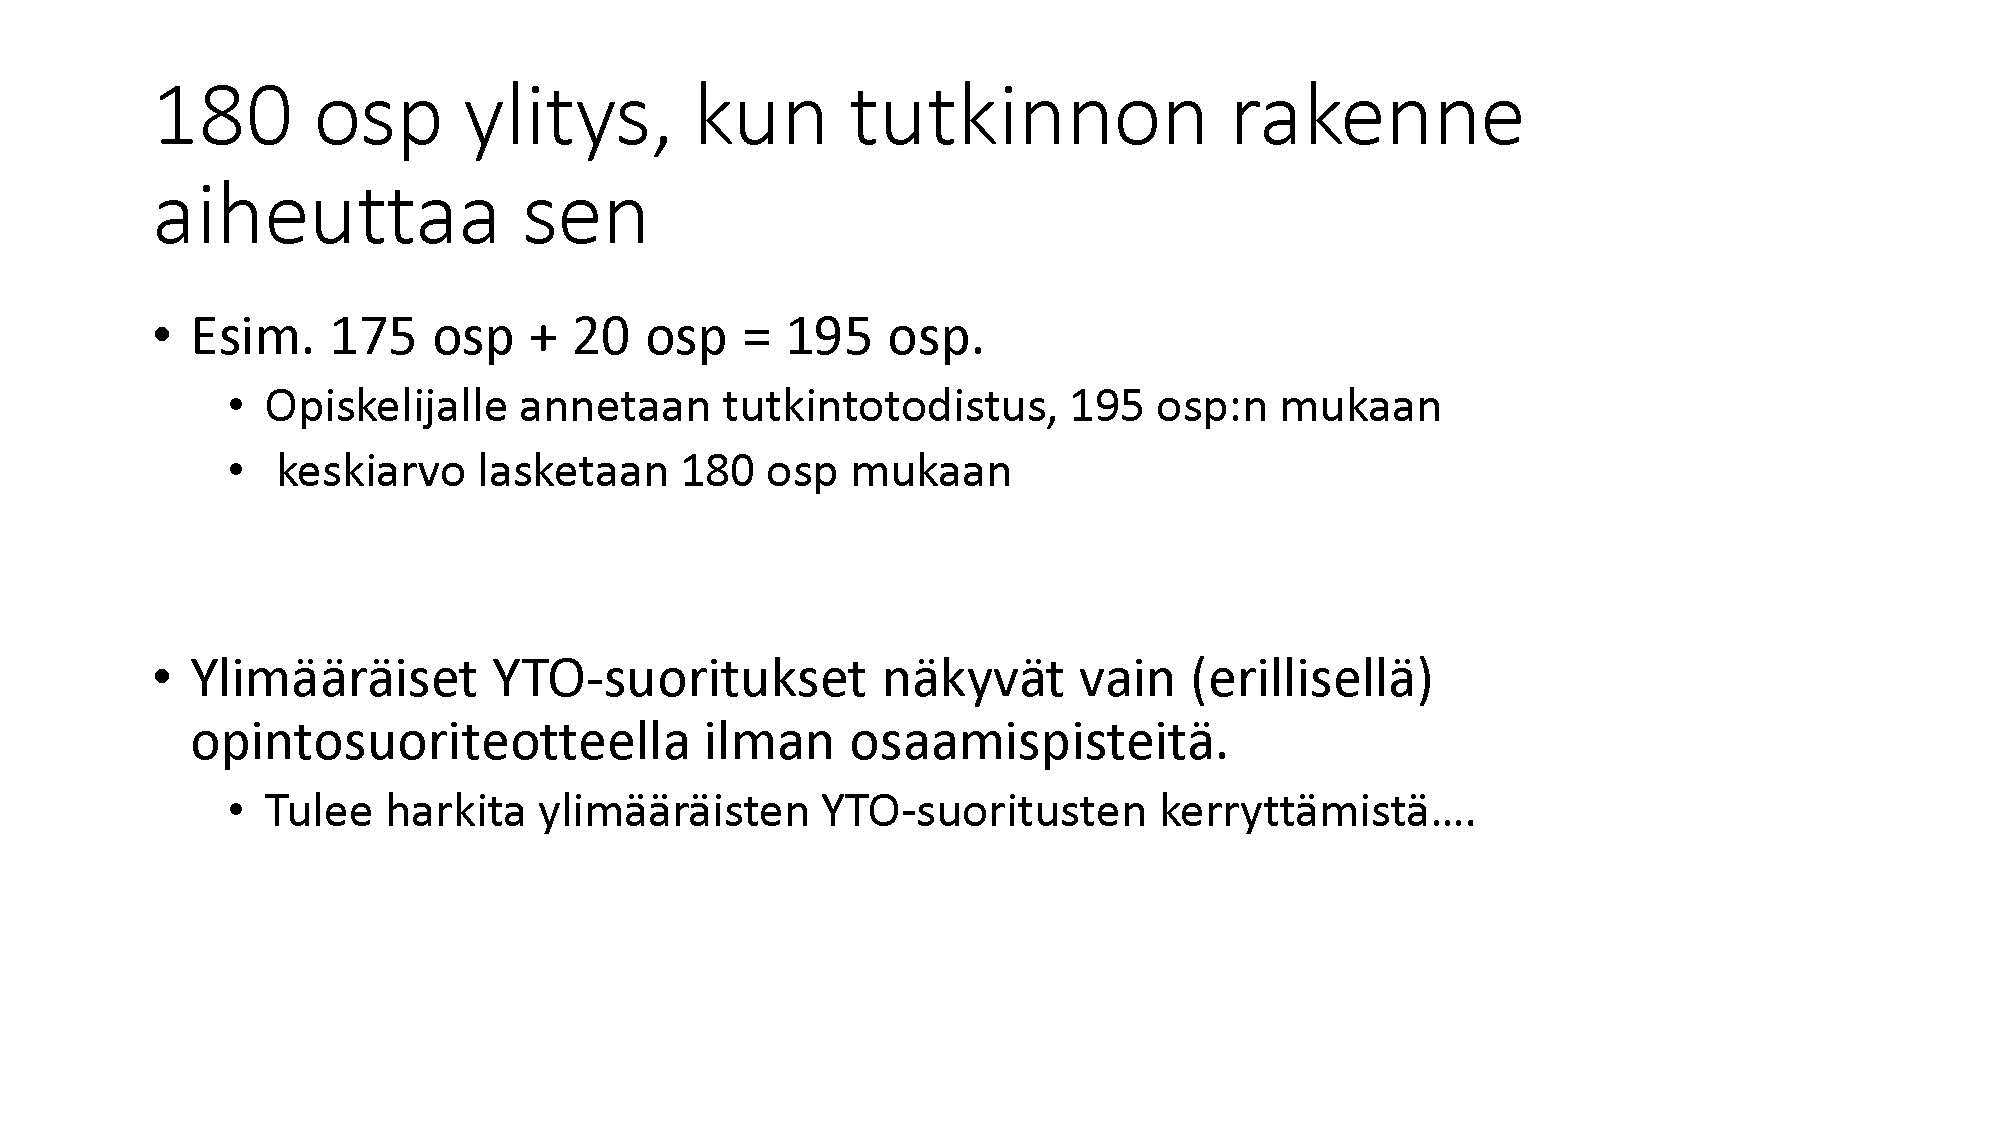 180 osp ylitys, kun tutkinnon rakenne
aiheuttaa sen
• Esim. 175 osp + 20 osp = 195 osp.
• Opiskelijalle annetaan tutkintotodistus, 195 osp:n mukaan
• keskiarvo lasketaan 180 osp mukaan
• Ylimääräiset YTO-suoritukset näkyvät vain (erillisellä)
opintosuoriteotteella ilman osaamispisteitä.
• Tulee harkita ylimääräisten YTO-suoritusten kerryttämistä….